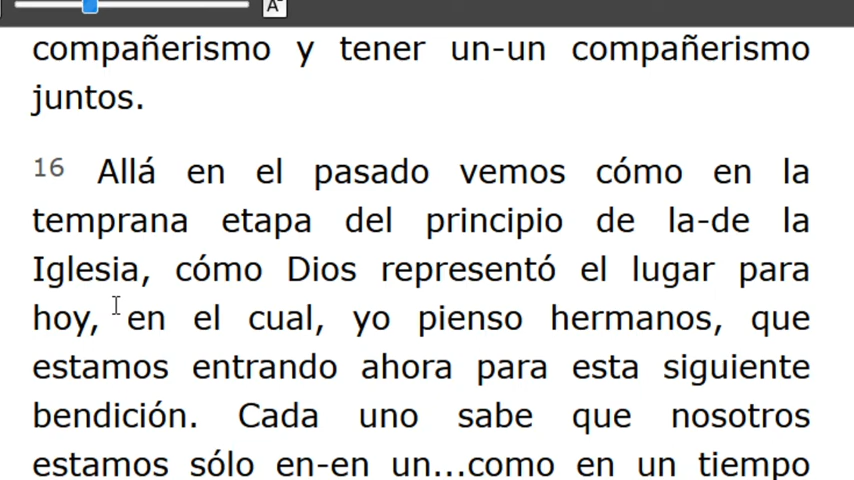 A
compañerismo y tener un-un compañerismo
juntos.
16 Allá en el pasado vemos cómo en la
temprana etapa del principio de la-de la
Iglesia, cómo Dios representó el lugar para
hoy, en el cual, yo pienso hermanos, que
estamos entrando ahora para esta siguiente
bendición. Cada uno sabe que nosotros
estamos sólo en-en un...como en un tiempo